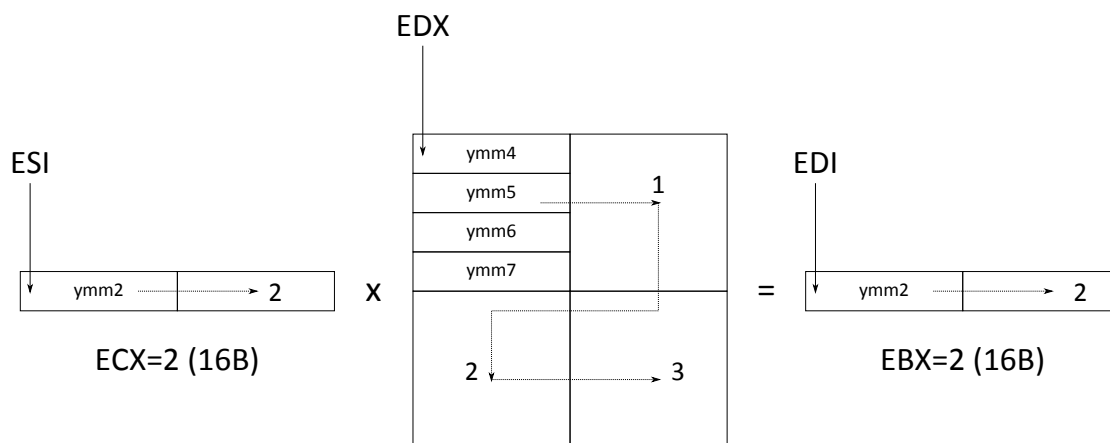 EDX
ESI
EDI
ymm4
ymm5
1
ymm6
ymm7
ymm2
2
x
=
ymm2
2
ECX=2 (16B)
2
3
EBX=2 (16B)